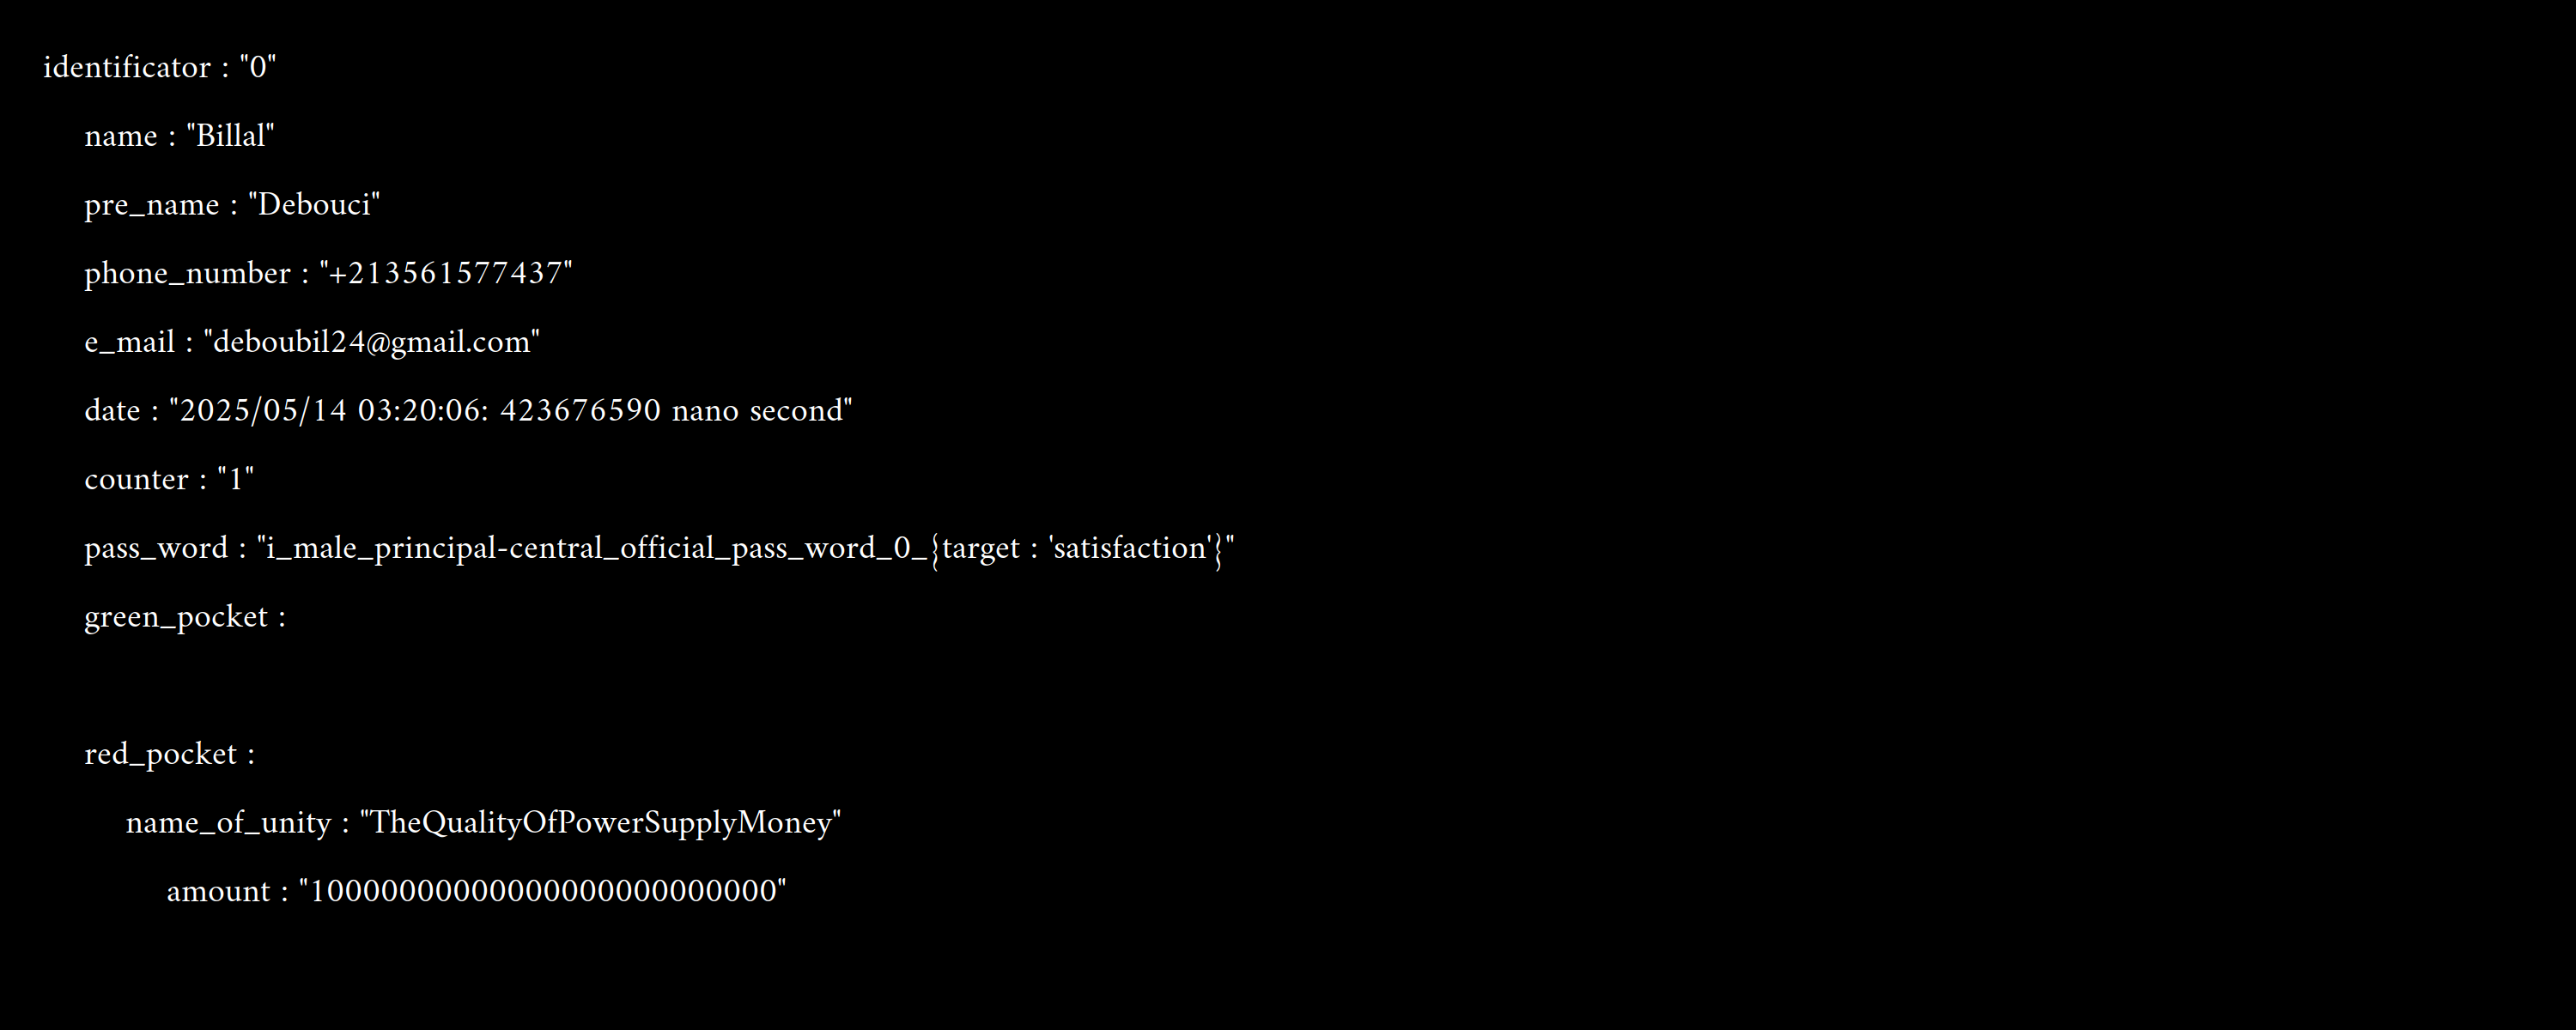 identificator : "0"
name : "Billal"
pre_name : "Debouci"
phone_number : "+213561577437"
e_mail : "deboubil24@gmail.com"
date : "2025/05/14 03:20:06: 423676590 nano second"
counter : "1"
pass_word : "i_male_principal-central_official_pass_word_0_{target : 'satisfaction'}"
green_pocket :
red_pocket :
name_of_unity : "TheQualityOfPowerSupplyMoney"
amount : "10000000000000000000000000"